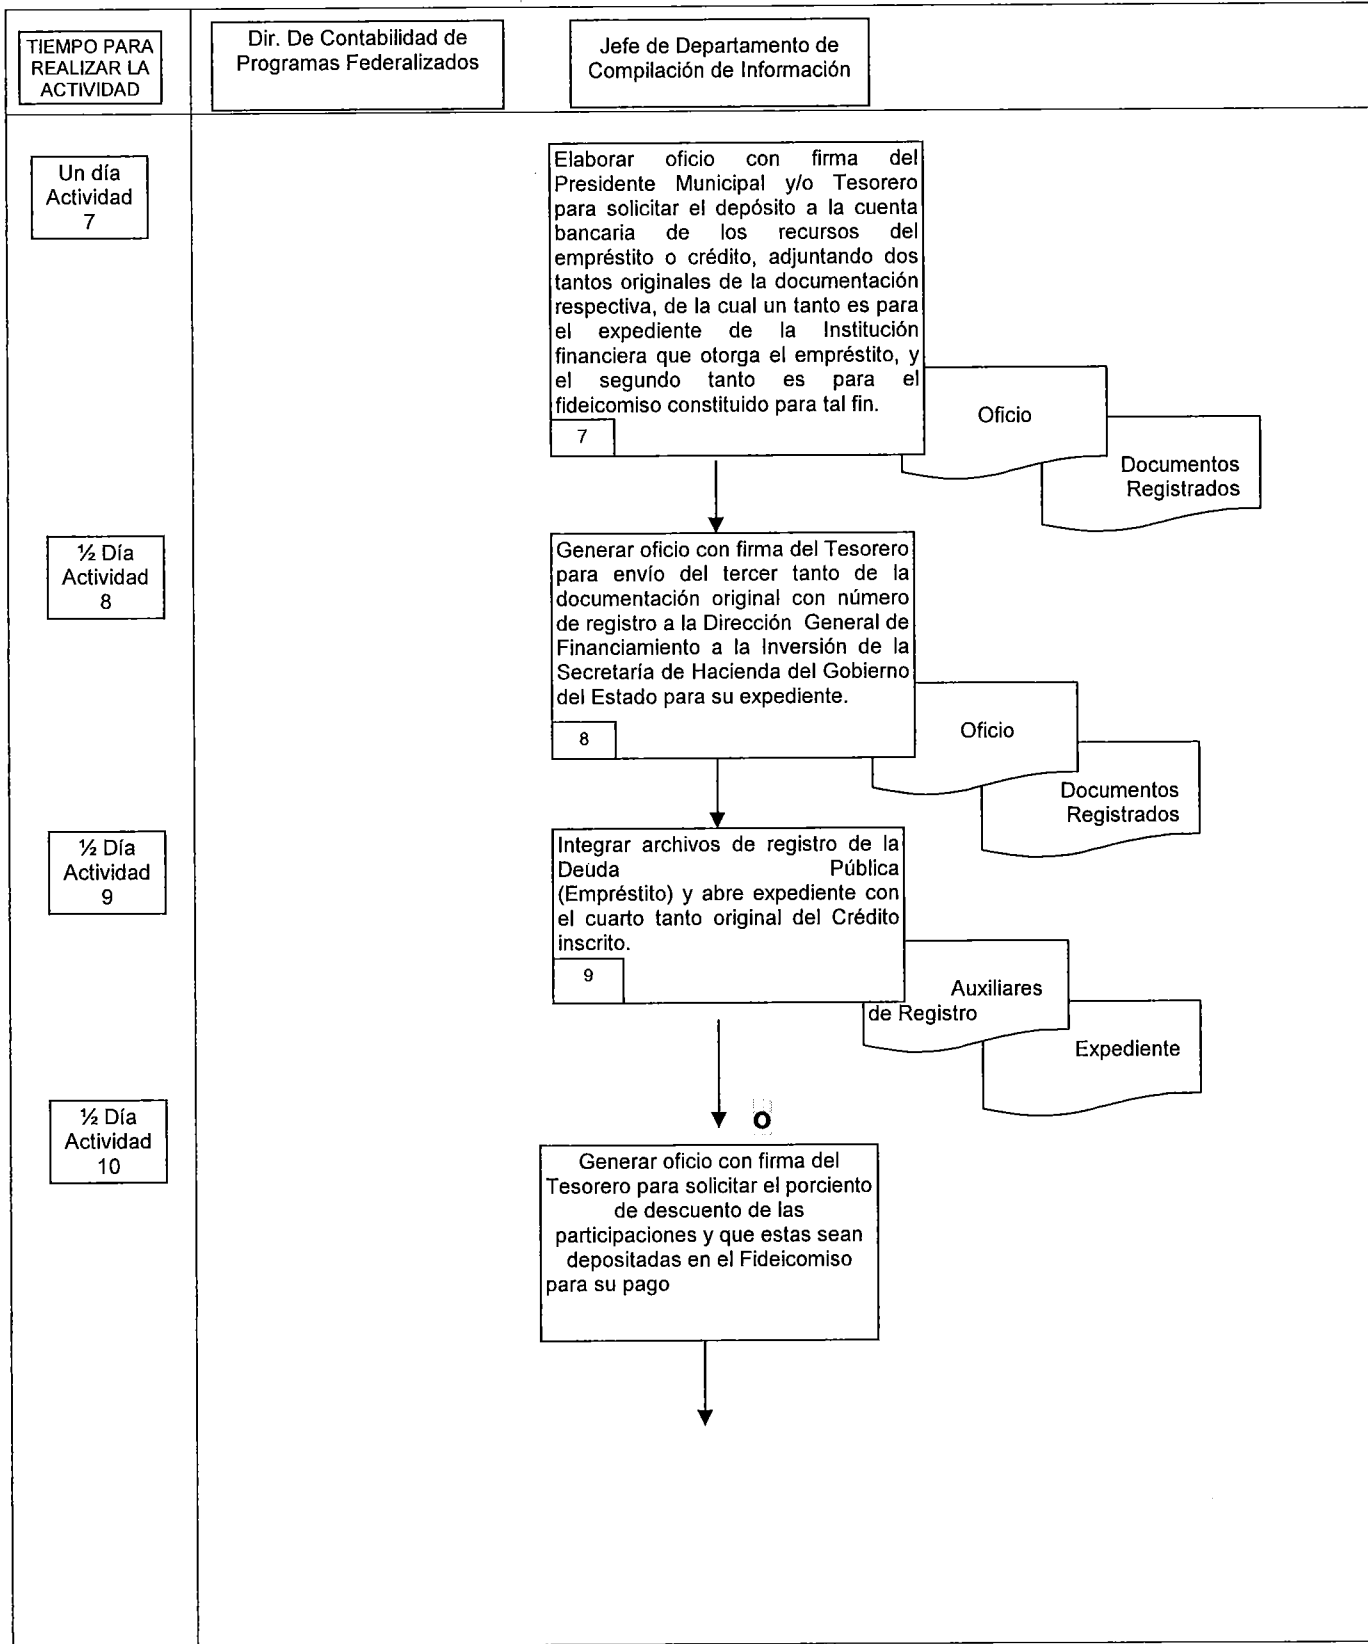 TIEMPO PARA
REALIZAR LA
ACTIVIDAD
Dir. De Contabilidad de
Programas Federalizados
Jefe de Departamento de
Compilación de Información
Un día
Actividad
7
Elaborar oficio con firma del
Presidente Municipal y/o Tesorero
para solicitar el depósito a la cuenta
bancaria de los recursos del
empréstito o crédito, adjuntando dos
tantos originales de la documentación
respectiva, de la cual un tanto es para
el expediente de la Institución
financiera que otorga el empréstito, y
el segundo tanto es para el
fideicomiso constituido para tal fin.
7
Oficio
Documentos
Registrados
½ Día
Actividad
8
Generar oficio con firma del Tesorero
para envío del tercer tanto de la
documentación original con número
de registro a la Dirección General de
Financiamiento a la Inversión de la
Secretaría de Hacienda del Gobierno
del Estado para su expediente.
8
Oficio
Documentos
Registrados
½ Día
Actividad
9
Integrar archivos de registro de la
Deuda Pública
(Empréstito) y abre expediente con
el cuarto tanto original del Crédito
inscrito.
9
Auxiliares
de Registro
Expediente
½ Día
Actividad
10
O
Generar oficio con firma del
Tesorero para solicitar el porciento
de descuento de las
participaciones y que estas sean
depositadas en el Fideicomiso
para su pago